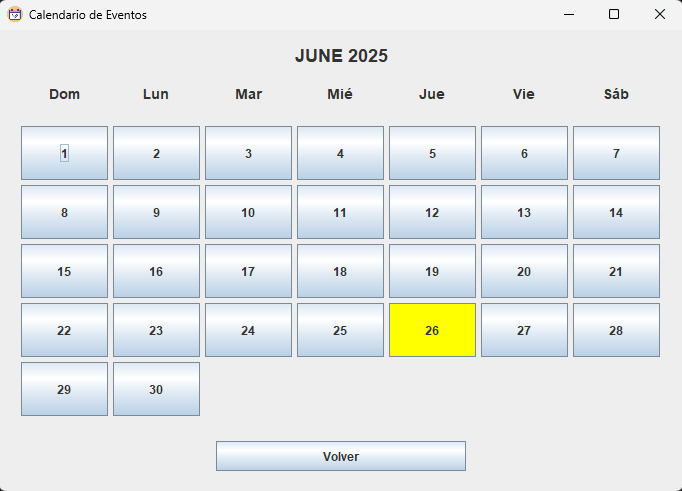 Calendario de Eventos
JUNE 2025
Dom Lun Mar Mié Jue Vie Sáb
1 2 3 4 5 6 7
8 9 10 11 12 13 14
15 16 17 18 19 20 21
22 23 24 25 26 27 28
29 30
Volver